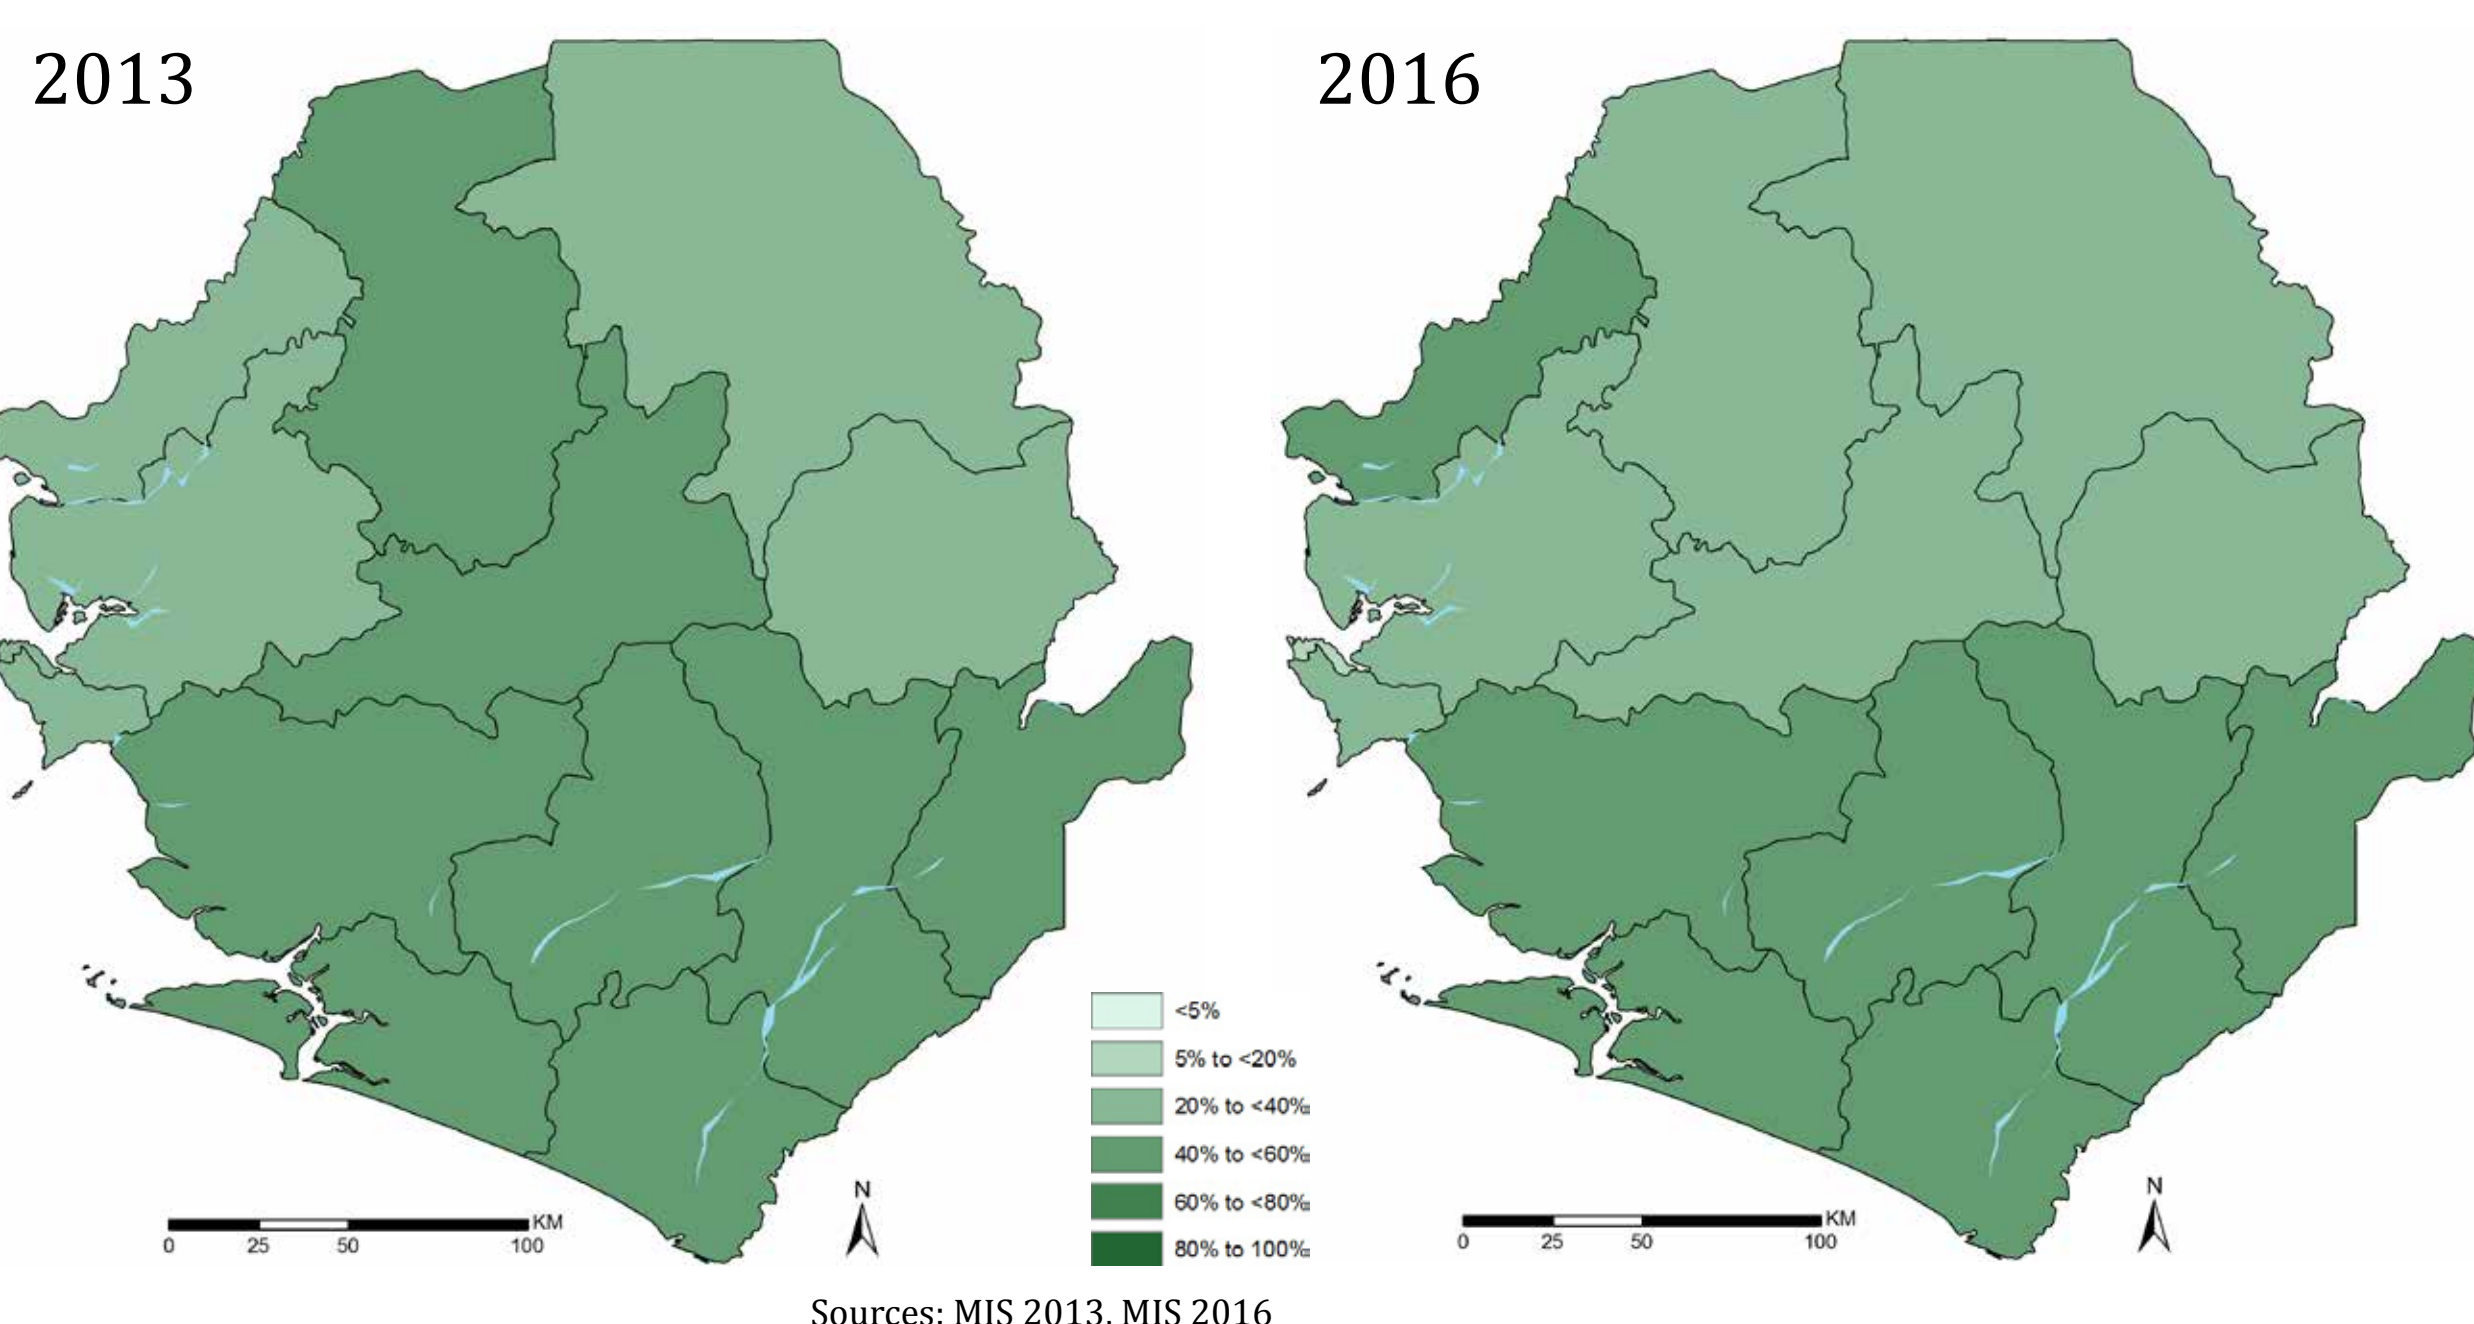 2013
2016
<5%
5% to <20%
20% to <40%
40% to <60%
60% to <80%
80% to 100%
N
KM
0 25 50 100
N
KM
0 25 50 100
Sources: MIS 2013, MIS 2016